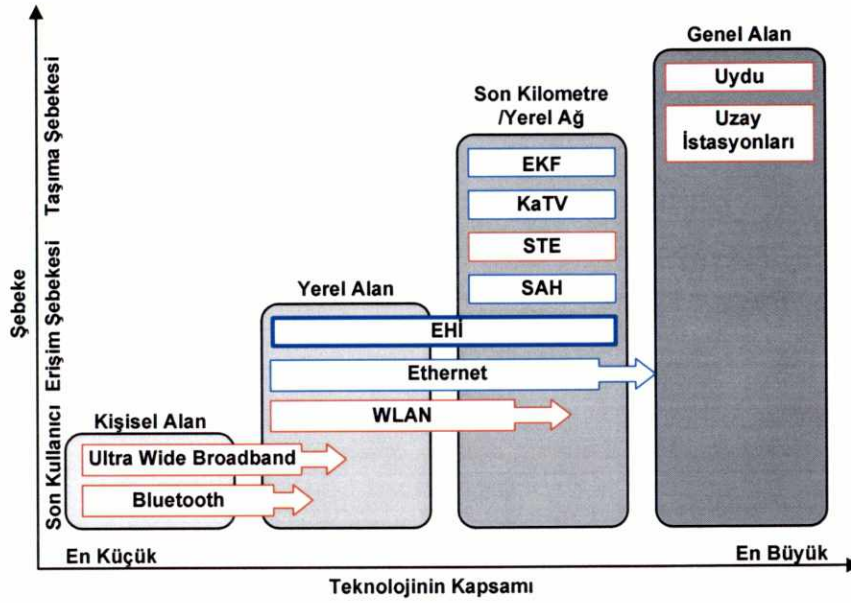 Genel Alan
Uydu
Uzay
İstasyonları
Son Kilometre
/Yerel Ağ
EKF
KaTV
STE
SAH
Yerel Alan
EHİ
Ethernet
WLAN
Kişisel Alan
Ultra Wide Broadband
Bluetooth
Şebeke
Son Kullanıcı Erişim Şebekesi Taşıma Şebekesi
En Küçük
En Büyük
Teknolojinin Kapsamı